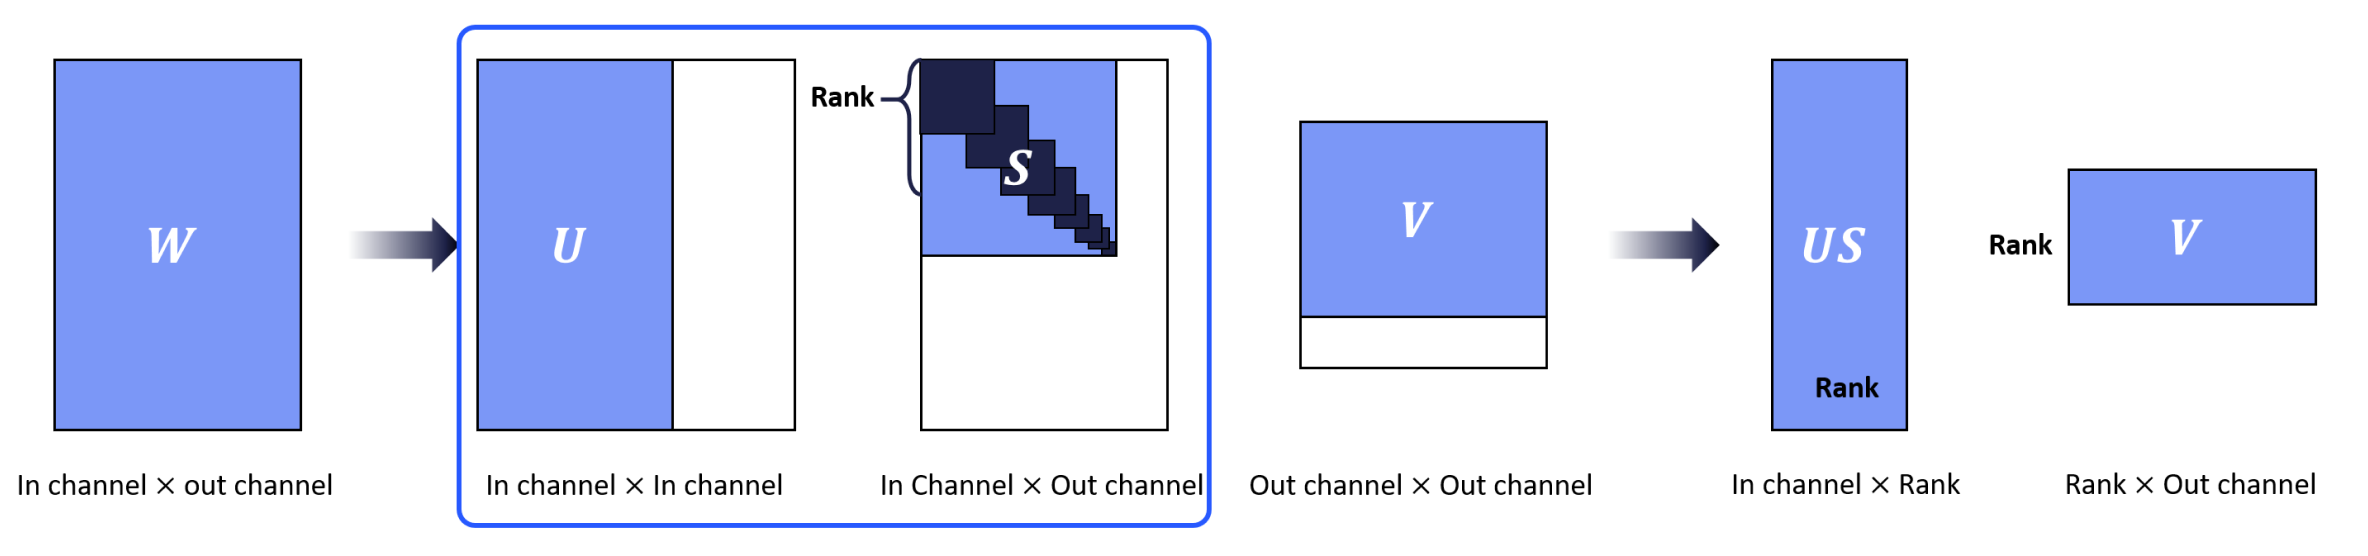 W
U
Rank
S
V
US
Rank
Rank
V
In channel × out channel
In channel × In channel
In Channel × Out channel
Out channel × Out channel
In channel × Rank
Rank × Out channel